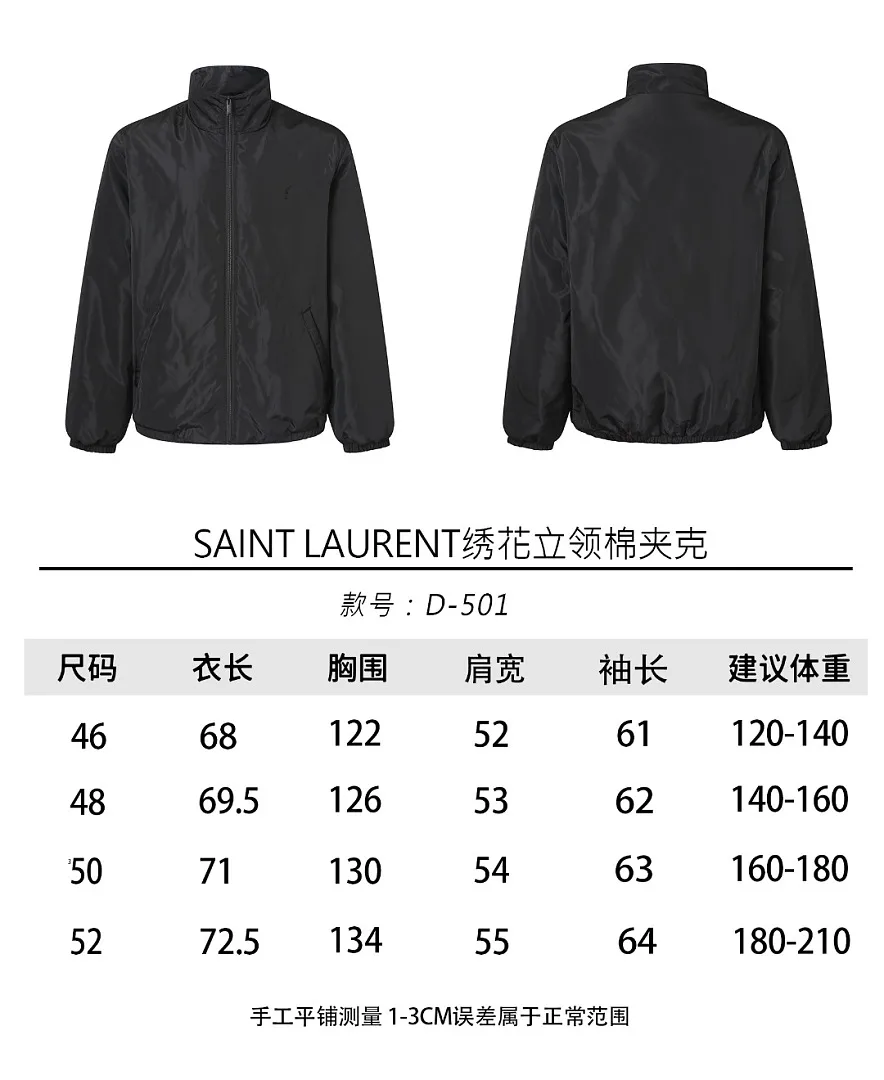 SAINT LAURENT绣花立领棉夹克
款号：D-501
尺码 衣长 胸围 肩宽 袖长 建议体重
46 68 122 52 61 120-140
48 69.5 126 53 62 140-160
50 71 130 54 63 160-180
52 72.5 134 55 64 180-210
手工平铺测量 1-3CM误差属于正常范围